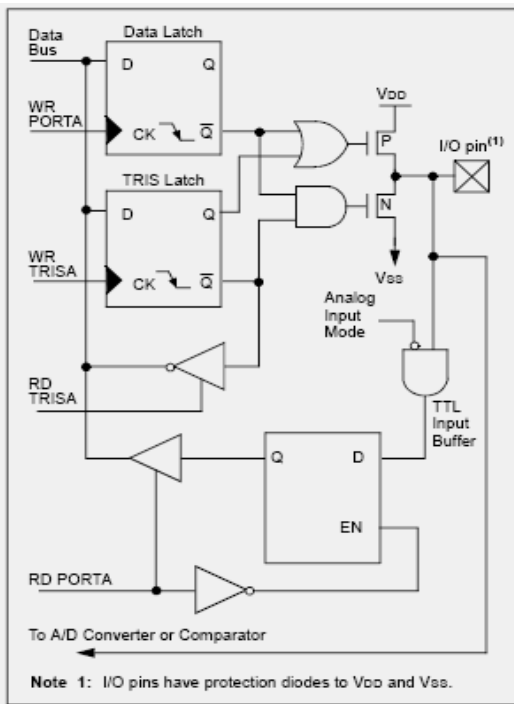 Data
Bus
Data Latch
D Q
WR
PORTA
CK Q
VDD
P
I/O pin(1)
TRIS Latch
D Q
N
WR
TRISA
CK Q
VSS
Analog
Input
Mode
RD
TRISA
TTL
Input
Buffer
Q D
EN
RD PORTA
To A/D Converter or Comparator
Note 1: I/O pins have protection diodes to VDD and VSS.